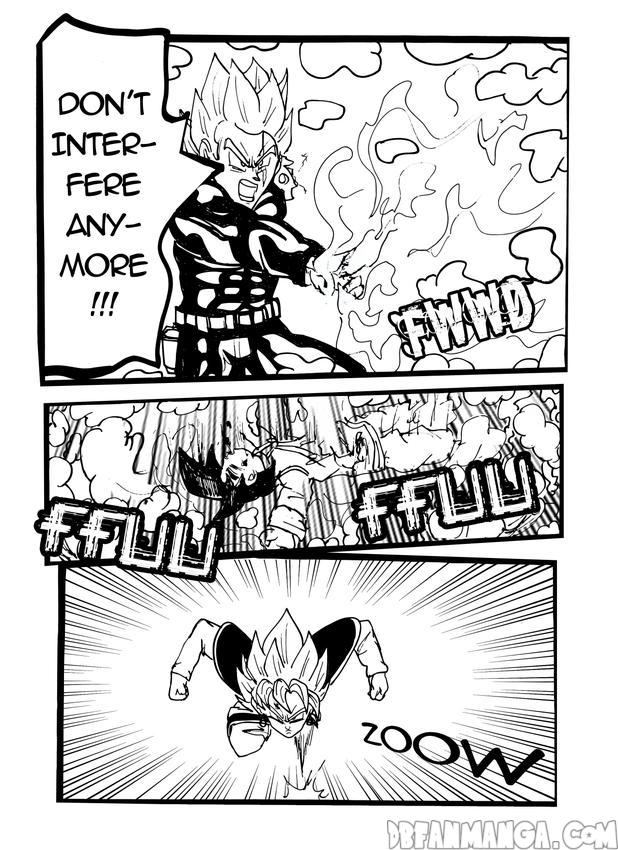 DON'T
INTER-
FERE
ANY-
MORE
!!!
FWWD
FFUU
FFUU
ZOOW
DBFANMANGA.COM